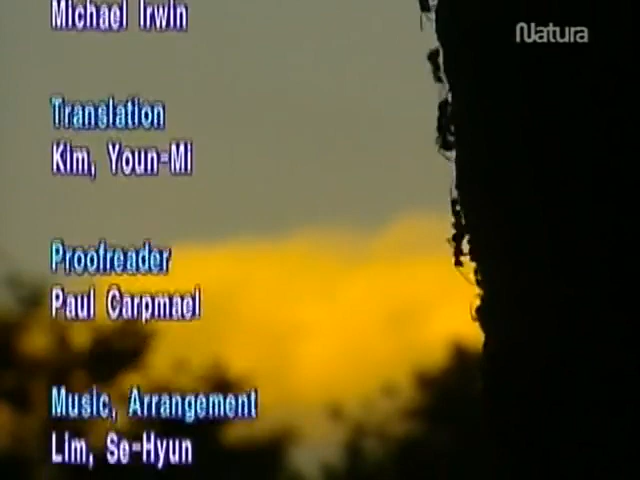 Michael Irwin
Natura
Translation
Kim, Youn-Mi
Proofreader
Paul Carpmael
Music, Arrangement
Lim, Se-Hyun